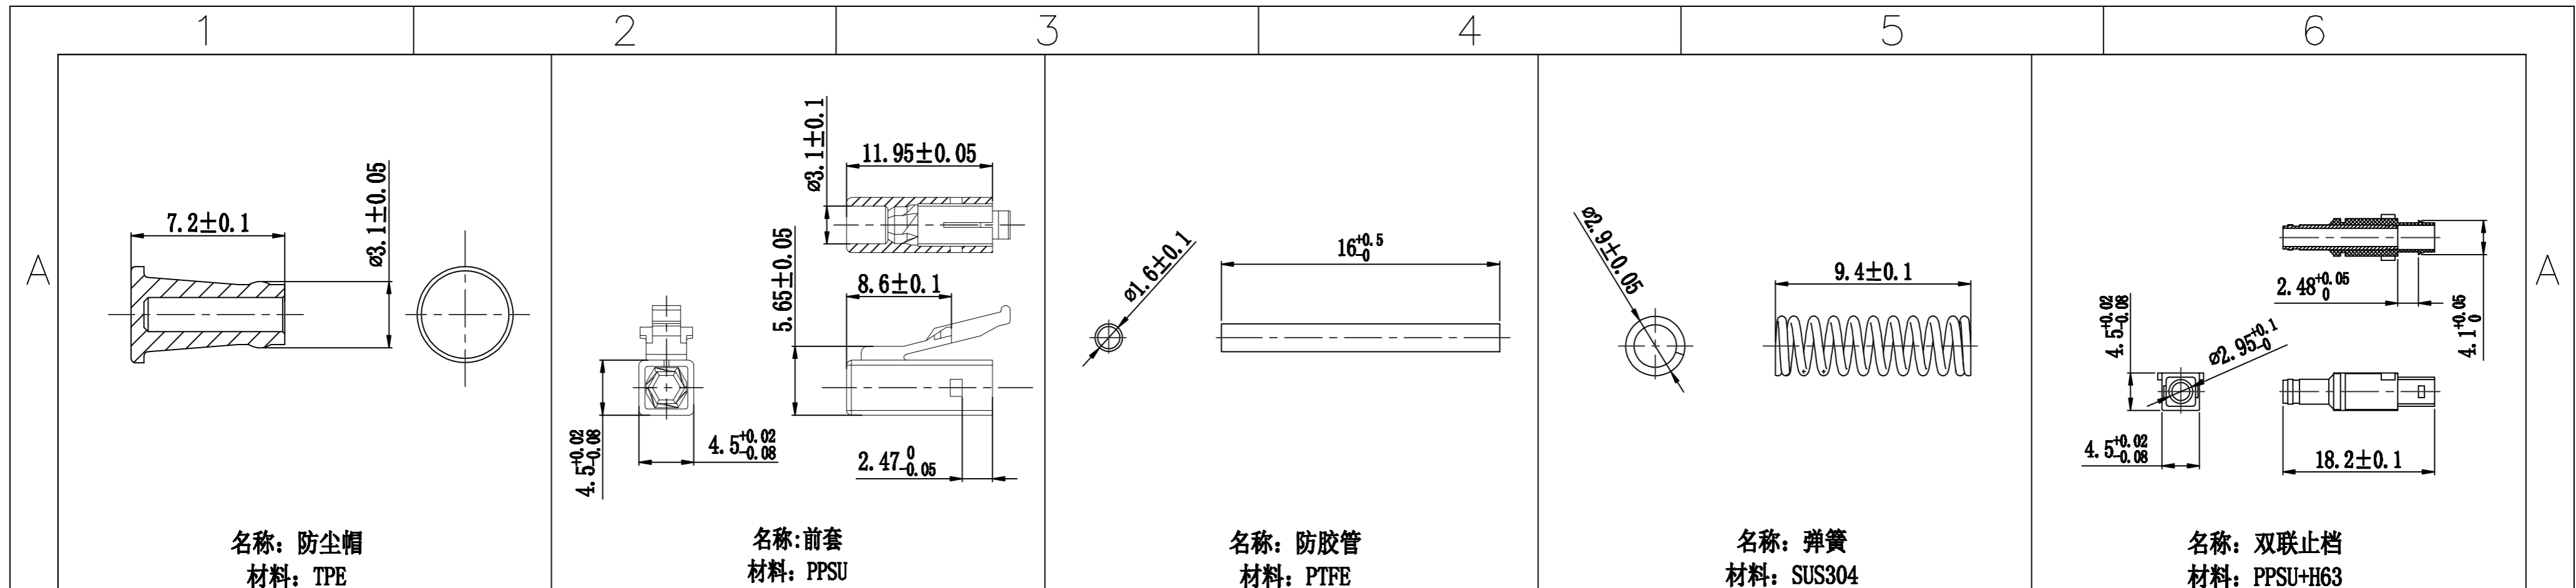 1 2 3 4 5 6
A
A
7.2±0.1
ø3.1±0.05
名称：防尘帽
材料：TPE
ø3.1±0.1
11.95±0.05
5.65±0.05
8.6±0.1
4.5+0.02-0.08
4.5+0.02-0.08
2.47 0 -0.05
名称:前套
材料：PPSU
ø1.6±0.1
16+0.5-0
名称：防胶管
材料：PTFE
ø2.9±0.05
9.4±0.1
名称：弹簧
材料：SUS304
2.48+0.05 0
4.1+0.05 0
4.5+0.02-0.08
ø2.95+0.1-0
4.5+0.02-0.08
18.2±0.1
名称：双联止档
材料：PPSU+H63